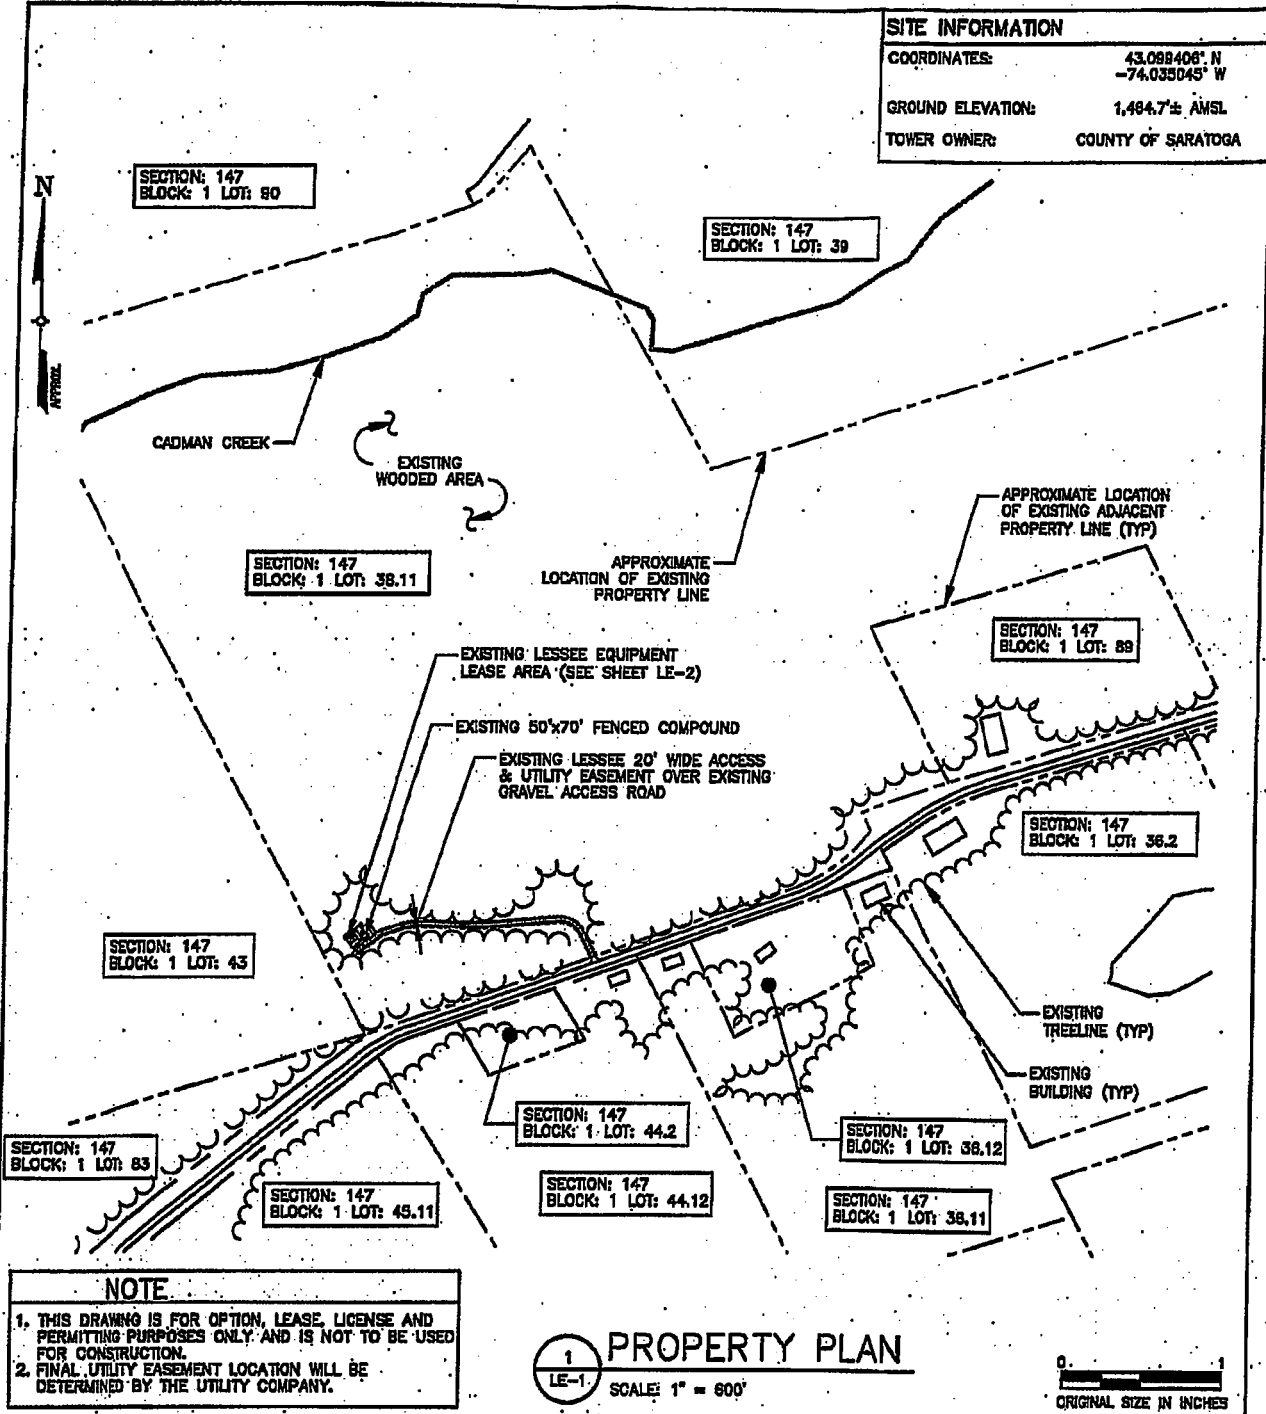 SITE INFORMATION
COORDINATES: 43.099406° N
-74.035045° W
GROUND ELEVATION: 1,494.7'± AMSL
TOWER OWNER: COUNTY OF SARATOGA
SECTION: 147
BLOCK: 1 LOT: 90
N
APPROX.
SECTION: 147
BLOCK: 1 LOT: 39
CADMAN CREEK
EXISTING
WOODED AREA
SECTION: 147
BLOCK: 1 LOT: 38.11
APPROXIMATE
LOCATION OF EXISTING
PROPERTY LINE
APPROXIMATE LOCATION
OF EXISTING ADJACENT
PROPERTY LINE (TYP)
SECTION: 147
BLOCK: 1 LOT: 89
EXISTING LESSEE EQUIPMENT
LEASE AREA (SEE SHEET LE-2)
EXISTING 50'x70' FENCED COMPOUND
EXISTING LESSEE 20' WIDE ACCESS
& UTILITY EASEMENT OVER EXISTING
GRAVEL ACCESS ROAD
SECTION: 147
BLOCK: 1 LOT: 36.2
SECTION: 147
BLOCK: 1 LOT: 43
EXISTING
TREELINE (TYP)
EXISTING
BUILDING (TYP)
SECTION: 147
BLOCK: 1 LOT: 83
SECTION: 147
BLOCK: 1 LOT: 44.2
SECTION: 147
BLOCK: 1 LOT: 38.12
SECTION: 147
BLOCK: 1 LOT: 45.11
SECTION: 147
BLOCK: 1 LOT: 44.12
SECTION: 147
BLOCK: 1 LOT: 38.11
NOTE
1. THIS DRAWING IS FOR OPTION, LEASE, LICENSE AND
PERMITTING PURPOSES ONLY AND IS NOT TO BE USED
FOR CONSTRUCTION.
2. FINAL UTILITY EASEMENT LOCATION WILL BE
DETERMINED BY THE UTILITY COMPANY.
1
LE-1
PROPERTY PLAN
SCALE: 1" = 600'
0 1
ORIGINAL SIZE IN INCHES